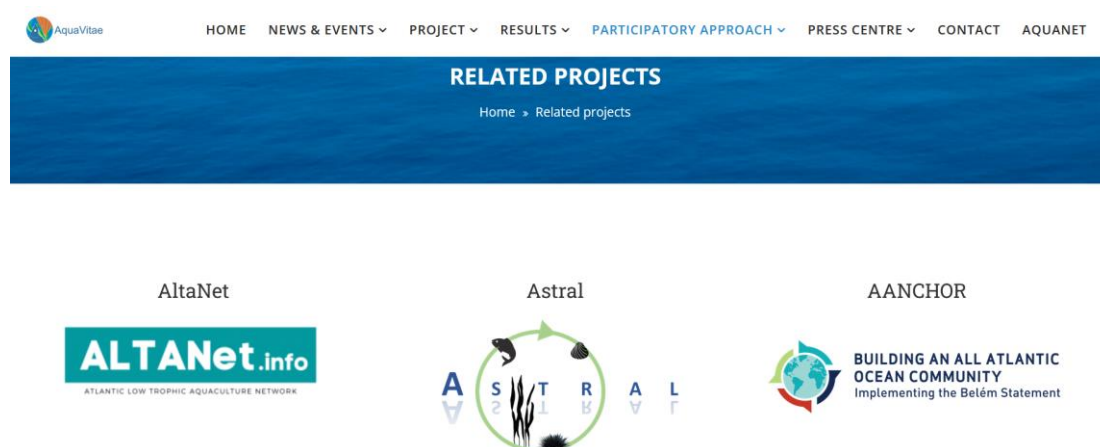 AquaVitae
HOME NEWS & EVENTS PROJECT RESULTS PARTICIPATORY APPROACH PRESS CENTRE CONTACT AQUANET
RELATED PROJECTS
Home » Related projects
AltaNet Astral AANCHOR
ALTANet.info
ATLANTIC LOW TROPHIC AQUACULTURE NETWORK
ASTRAL
BUILDING AN ALL ATLANTIC
OCEAN COMMUNITY
Implementing the Belém Statement